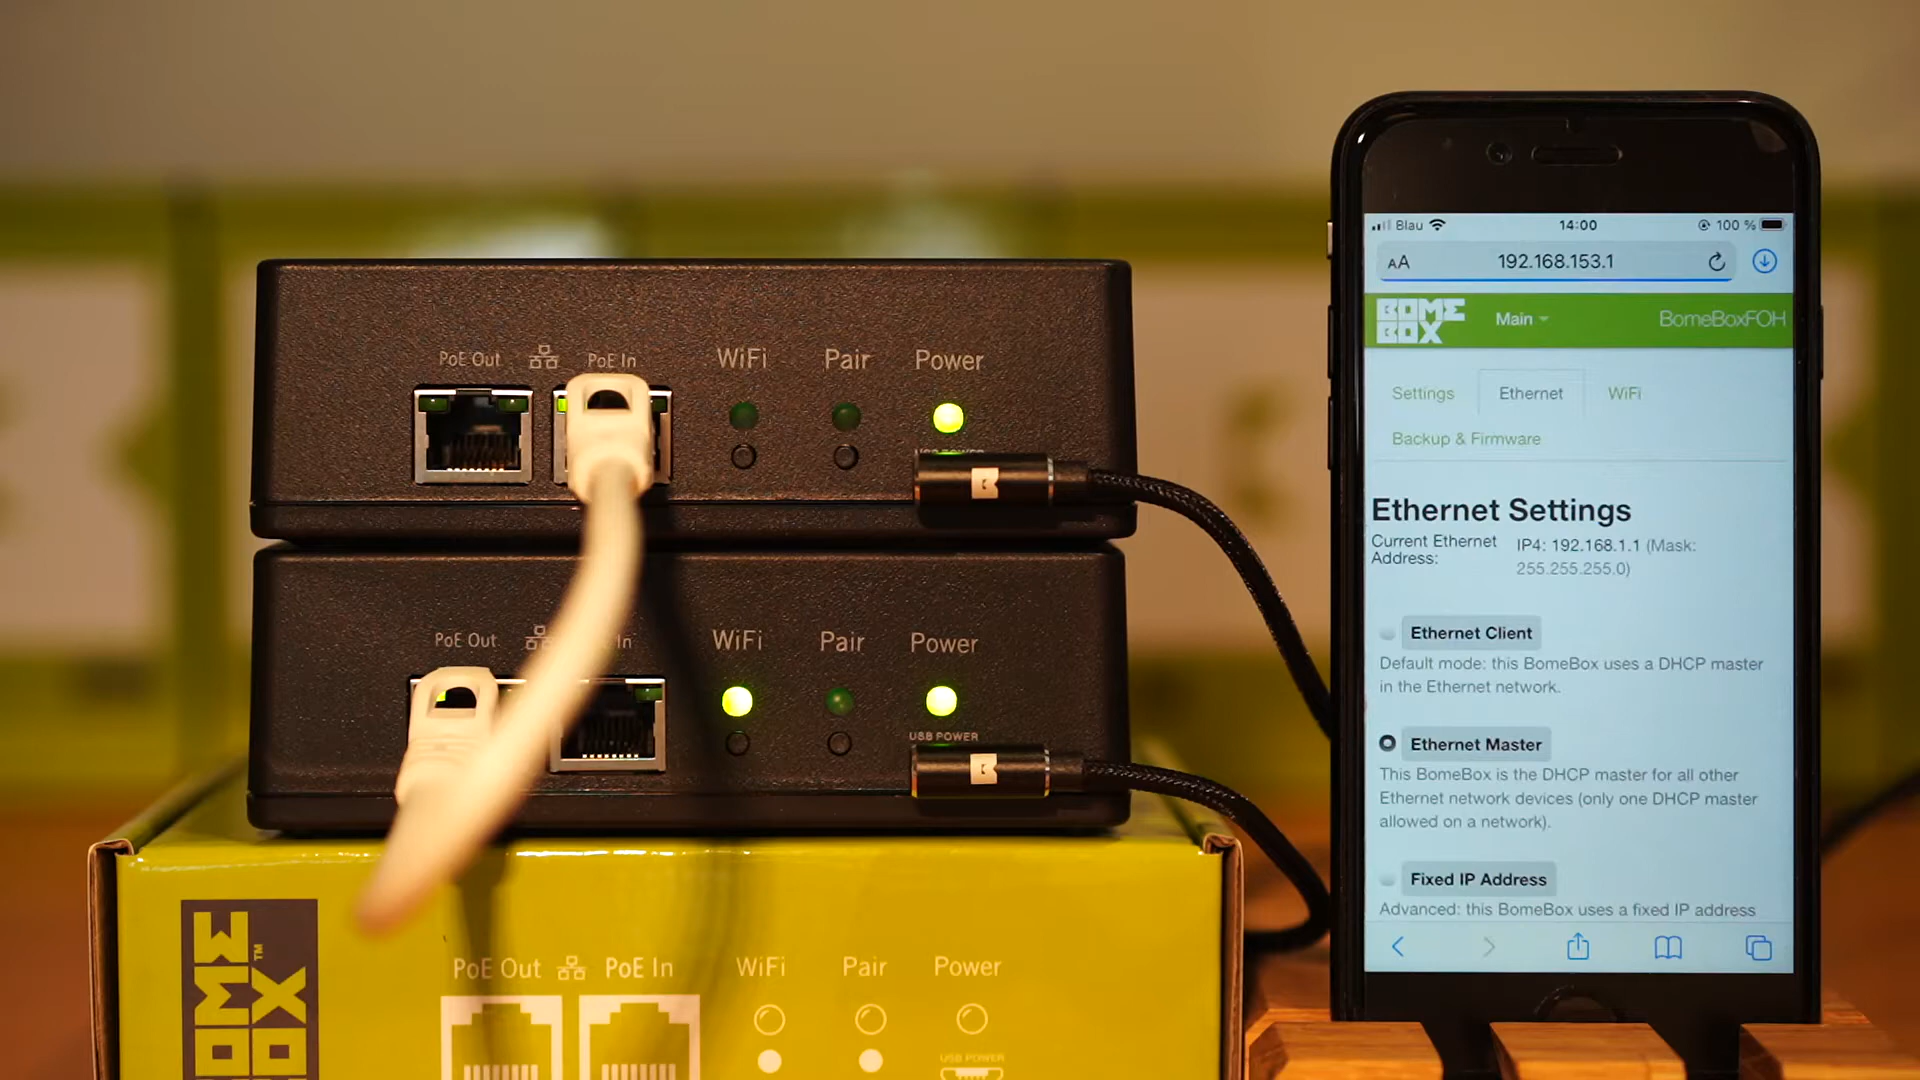 PoE Out
PoE In
WiFi
Pair
Power
PoE Out
In
WiFi
Pair
Power
USB POWER
BOME
BOX™
PoE Out
PoE In
WiFi
Pair
Power
USB POWER
Blau
14:00
100 %
AA
192.168.153.1
BOME
BOX
Main
BomeBoxFOH
Settings
Ethernet
WiFi
Backup & Firmware
Ethernet Settings
Current Ethernet
Address:
IP4: 192.168.1.1 (Mask:
255.255.255.0)
Ethernet Client
Default mode: this BomeBox uses a DHCP master
in the Ethernet network.
Ethernet Master
This BomeBox is the DHCP master for all other
Ethernet network devices (only one DHCP master
allowed on a network).
Fixed IP Address
Advanced: this BomeBox uses a fixed IP address